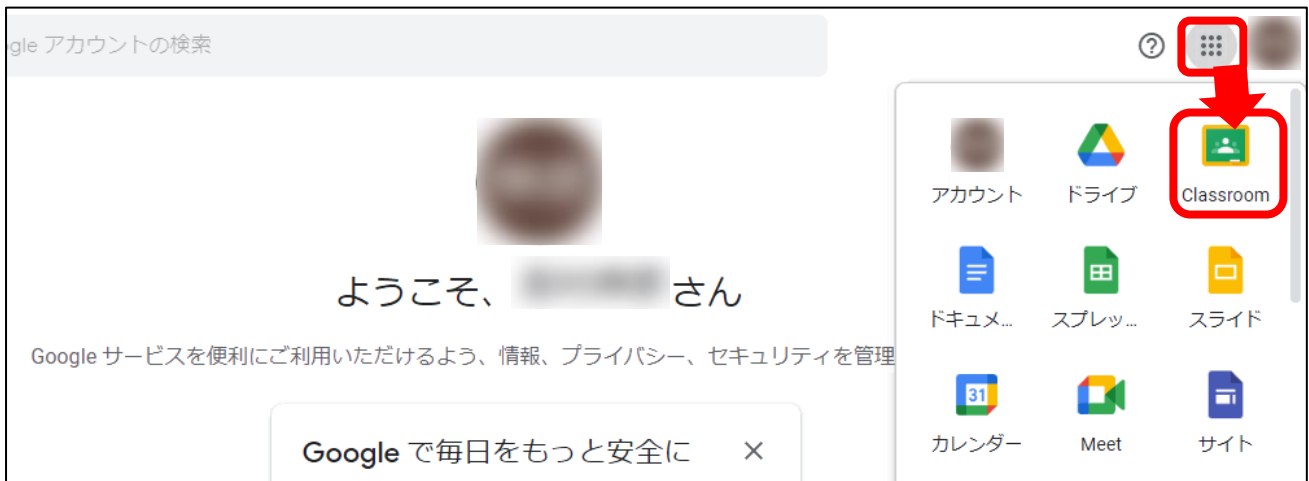 gle アカウントの検索
アカウント
ドライブ
Classroom
ようこそ、 さん
ドキュメ...
スプレッ...
スライド
Google サービスを便利にご利用いただけるよう、情報、プライバシー、セキュリティを管理
31
カレンダー
Meet
サイト
Google で毎日をもっと安全に